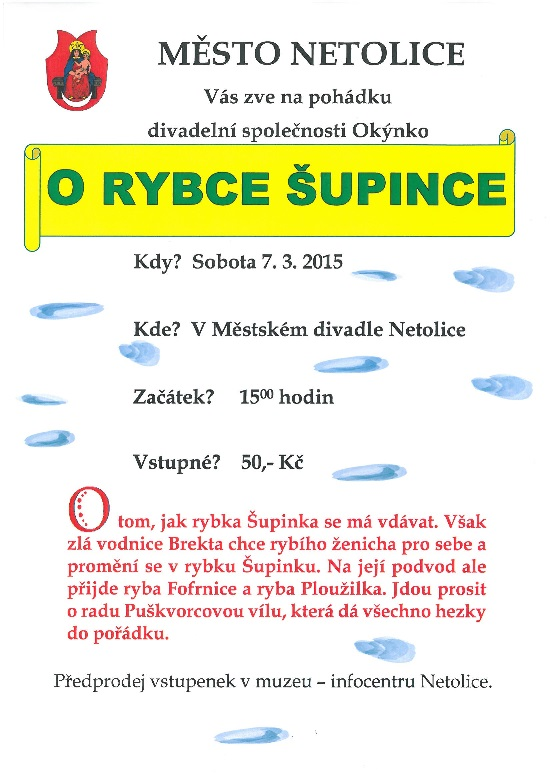 MĚSTO NETOLICE
Vás zve na pohádku
divadelní společnosti Okýnko
O RYBCE ŠUPINCE
Kdy? Sobota 7. 3. 2015
Kde? V Městském divadle Netolice
Začátek? 15⁰⁰ hodin
Vstupné? 50,- Kč
O tom, jak rybka Šupinka se má vdávat. Však
zlá vodnice Brekta chce rybího ženicha pro sebe a
promění se v rybku Šupinku. Na její podvod ale
přijde ryba Fofrnice a ryba Ploužilka. Jdou prosit
o radu Puškvorcovou vílu, která dá všechno hezky
do pořádku.
Předprodej vstupenek v muzeu – infocentru Netolice.